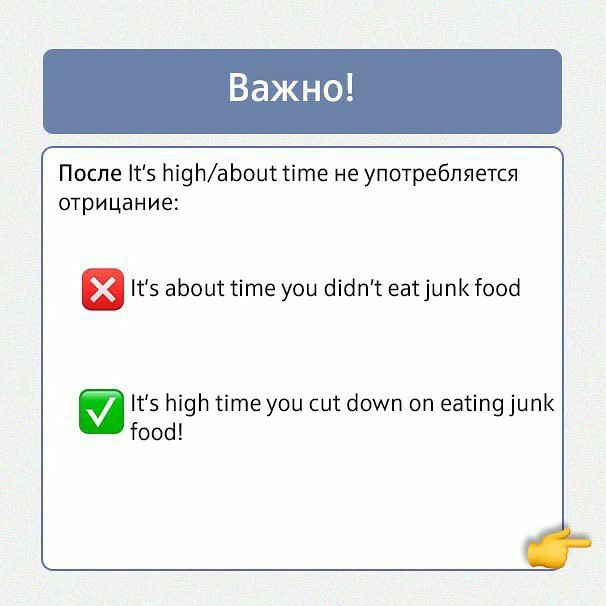 Важно!
После It's high/about time не употребляется
отрицание:
It's about time you didn't eat junk food
It's high time you cut down on eating junk
food!